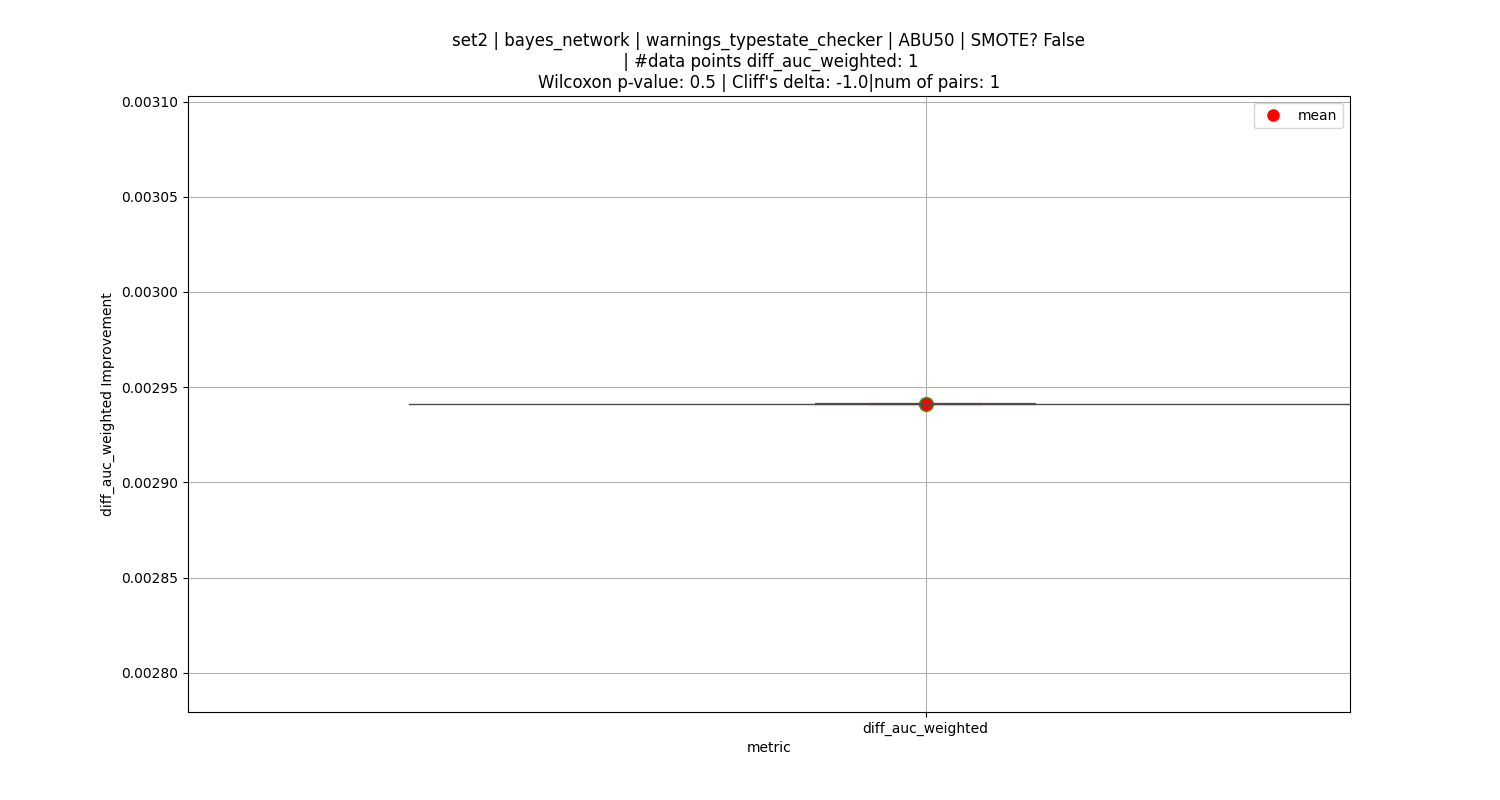 set2 | bayes_network | warnings_typestate_checker | ABU50 | SMOTE? False
| #data points diff_auc_weighted: 1
Wilcoxon p-value: 0.5 | Cliff's delta: -1.0|num of pairs: 1
mean
0.00310
0.00305
0.00300
0.00295
0.00290
0.00285
0.00280
diff_auc_weighted Improvement
diff_auc_weighted
metric